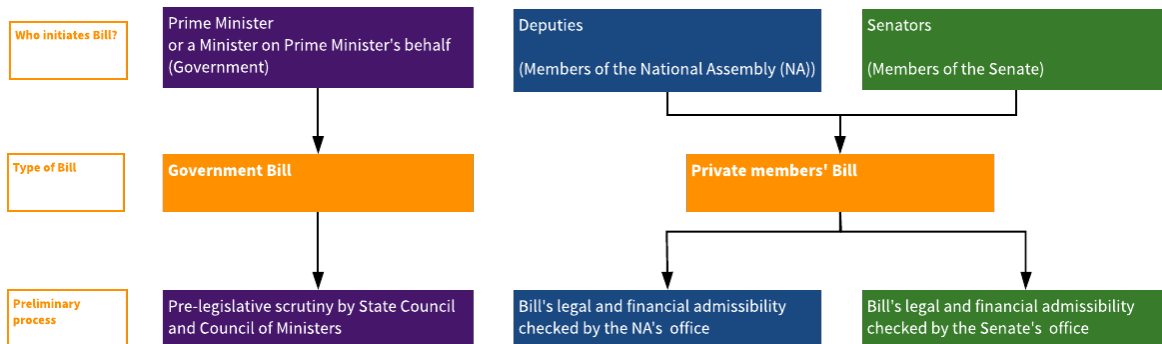 Who initiates Bill?
Prime Minister
or a Minister on Prime Minister's behalf
(Government)
Deputies
(Members of the National Assembly (NA))
Senators
(Members of the Senate)
Type of Bill
Government Bill
Private members' Bill
Preliminary
process
Pre-legislative scrutiny by State Council
and Council of Ministers
Bill's legal and financial admissibility
checked by the NA's  office
Bill's legal and financial admissibility
checked by the Senate's  office